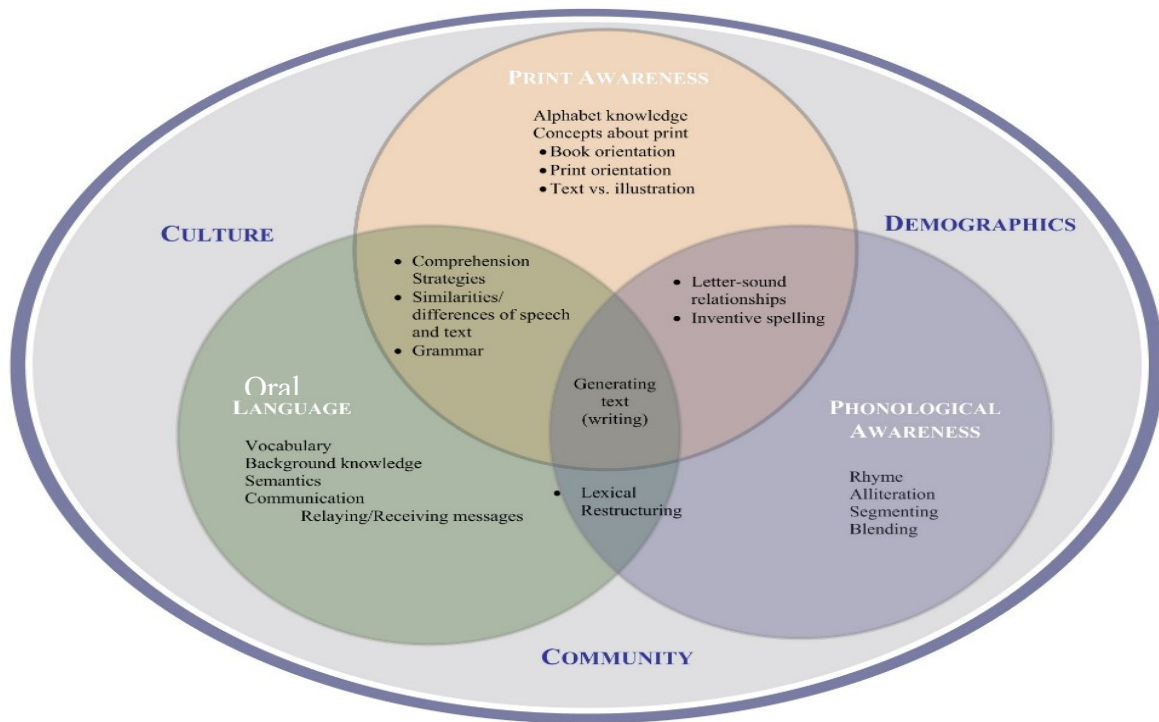 PRINT AWARENESS
Alphabet knowledge
Concepts about print
• Book orientation
• Print orientation
• Text vs. illustration
CULTURE
DEMOGRAPHICS
• Comprehension
Strategies
• Similarities/
differences of speech
and text
• Grammar
• Letter-sound
relationships
• Inventive spelling
Generating
text
(writing)
Oral
LANGUAGE
Vocabulary
Background knowledge
Semantics
Communication
Relaying/Receiving messages
PHONOLOGICAL
AWARENESS
Rhyme
Alliteration
Segmenting
Blending
• Lexical
Restructuring
COMMUNITY